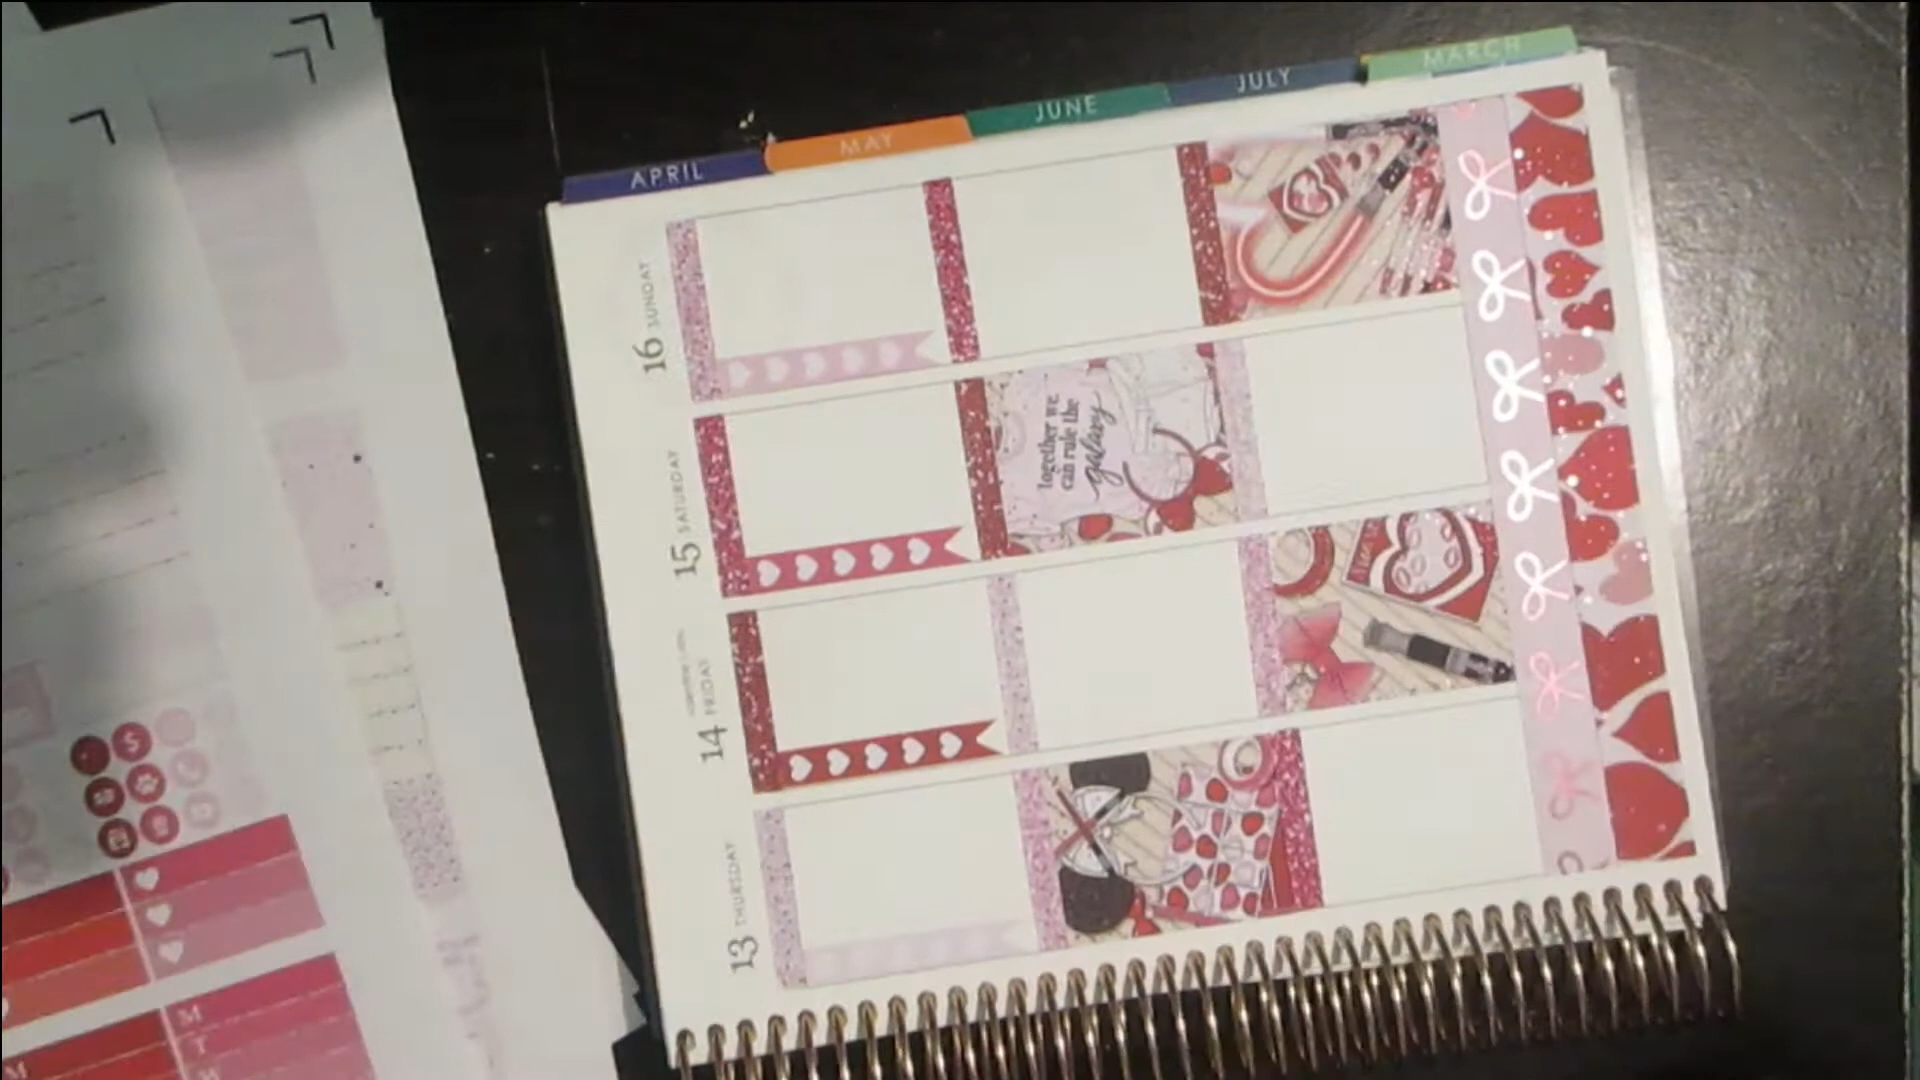 APRIL
MAY
JUNE
JULY
MARCH
16 SUNDAY
15 SATURDAY
14 FRIDAY
13 THURSDAY
together we
can rule the
galaxy
$
M
T
W
M